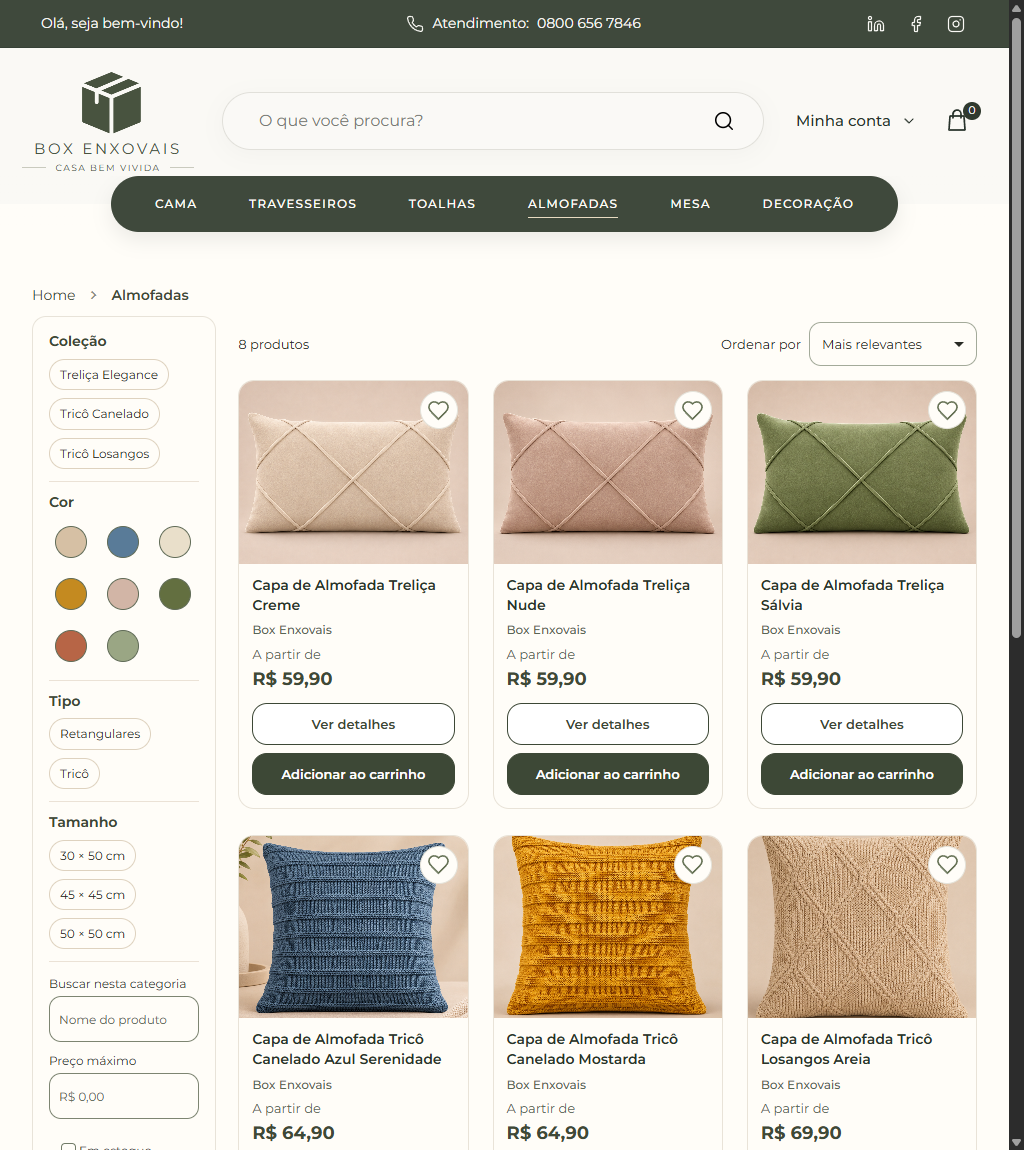 Olá, seja bem-vindo!
Atendimento: 0800 656 7846
BOX ENXOVAIS
CASA BEM VIVIDA
O que você procura?
Minha conta
0
CAMA TRAVESSEIROS TOALHAS ALMOFADAS MESA DECORAÇÃO
Home > Almofadas
Coleção
Treliça Elegance
Tricô Canelado
Tricô Losangos
Cor
Tipo
Retangulares
Tricô
Tamanho
30 × 50 cm
45 × 45 cm
50 × 50 cm
Buscar nesta categoria
Nome do produto
Preço máximo
R$ 0,00
Em estoque
8 produtos
Ordenar por
Mais relevantes
Capa de Almofada Treliça
Creme
Box Enxovais
A partir de
R$ 59,90
Ver detalhes
Adicionar ao carrinho
Capa de Almofada Treliça
Nude
Box Enxovais
A partir de
R$ 59,90
Ver detalhes
Adicionar ao carrinho
Capa de Almofada Treliça
Sálvia
Box Enxovais
A partir de
R$ 59,90
Ver detalhes
Adicionar ao carrinho
Capa de Almofada Tricô
Canelado Azul Serenidade
Box Enxovais
A partir de
R$ 64,90
Capa de Almofada Tricô
Canelado Mostarda
Box Enxovais
A partir de
R$ 64,90
Capa de Almofada Tricô
Losangos Areia
Box Enxovais
A partir de
R$ 69,90